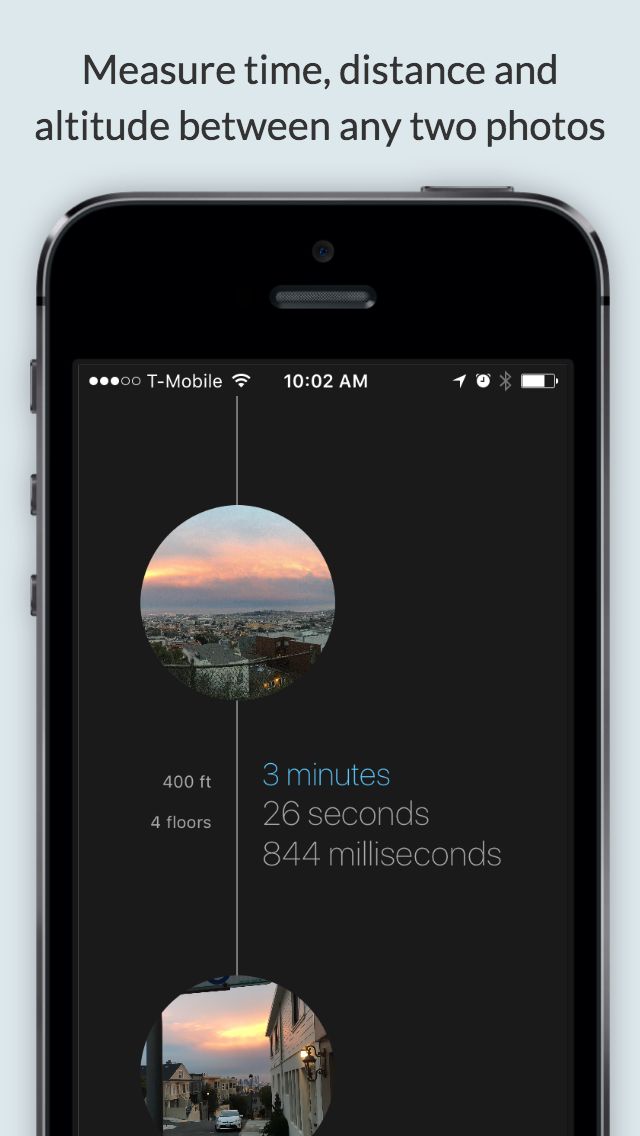 Measure time, distance and
altitude between any two photos
T-Mobile 10:02 AM
400 ft
4 floors
3 minutes
26 seconds
844 milliseconds